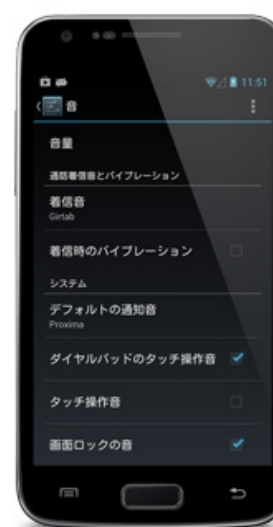 11:51
音
音量
通話着信音とバイブレーション
着信音
Girtab
着信時のバイブレーション
システム
デフォルトの通知音
Proxima
ダイヤルパッドのタッチ操作音
タッチ操作音
画面ロックの音